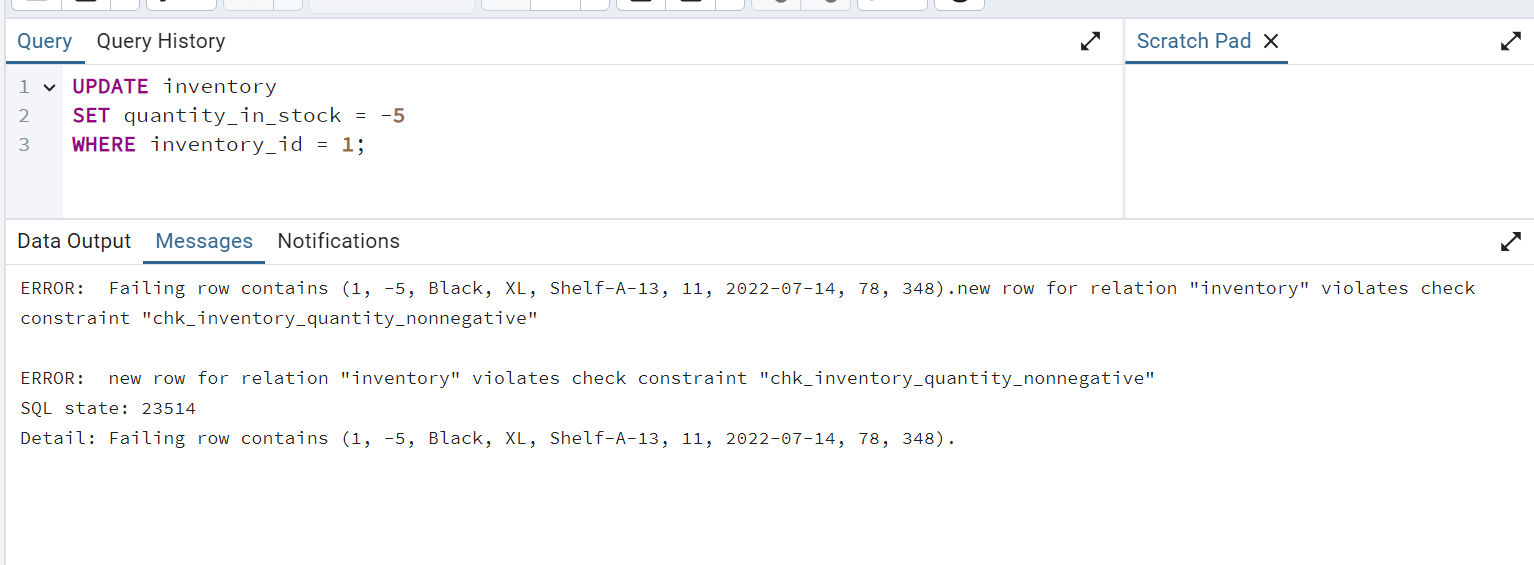 Query Query History
Scratch Pad
1 UPDATE inventory
2 SET quantity_in_stock = -5
3 WHERE inventory_id = 1;
Data Output Messages Notifications
ERROR:  Failing row contains (1, -5, Black, XL, Shelf-A-13, 11, 2022-07-14, 78, 348).new row for relation "inventory" violates check
constraint "chk_inventory_quantity_nonnegative"
ERROR:  new row for relation "inventory" violates check constraint "chk_inventory_quantity_nonnegative"
SQL state: 23514
Detail: Failing row contains (1, -5, Black, XL, Shelf-A-13, 11, 2022-07-14, 78, 348).